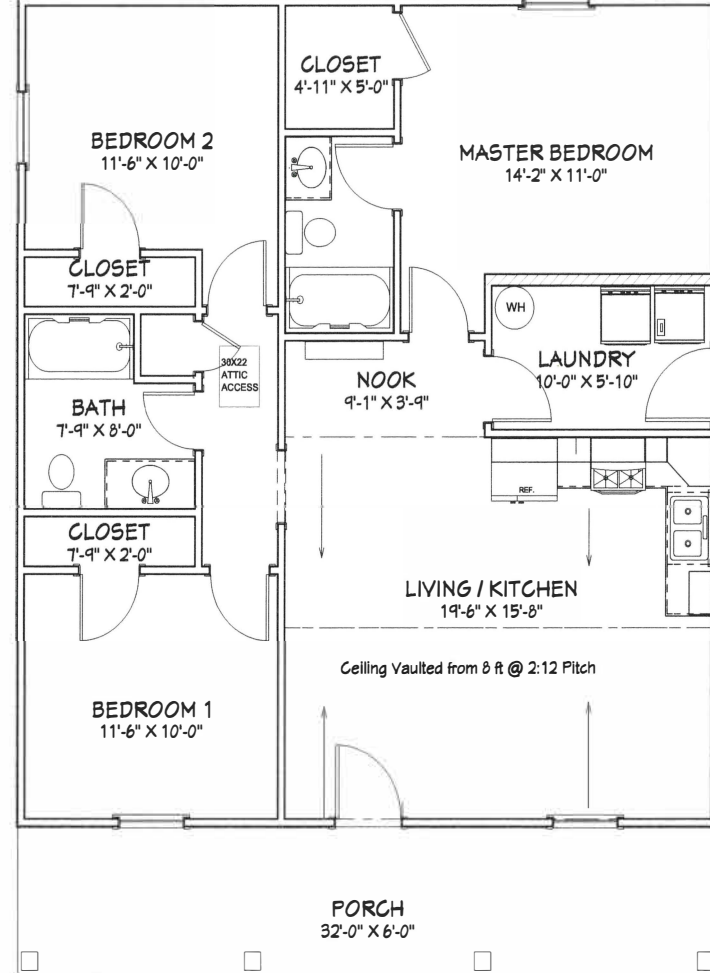 CLOSET
4'-11" X 5'-0"
BEDROOM 2
11'-6" X 10'-0"
MASTER BEDROOM
14'-2" X 11'-0"
CLOSET
7'-9" X 2'-0"
WH
LAUNDRY
10'-0" X 5'-10"
30X22
ATTIC
ACCESS
NOOK
9'-1" X 3'-9"
BATH
7'-9" X 8'-0"
REF.
CLOSET
7'-9" X 2'-0"
LIVING / KITCHEN
19'-6" X 15'-8"
Ceiling Vaulted from 8 ft @ 2:12 Pitch
BEDROOM 1
11'-6" X 10'-0"
PORCH
32'-0" X 6'-0"